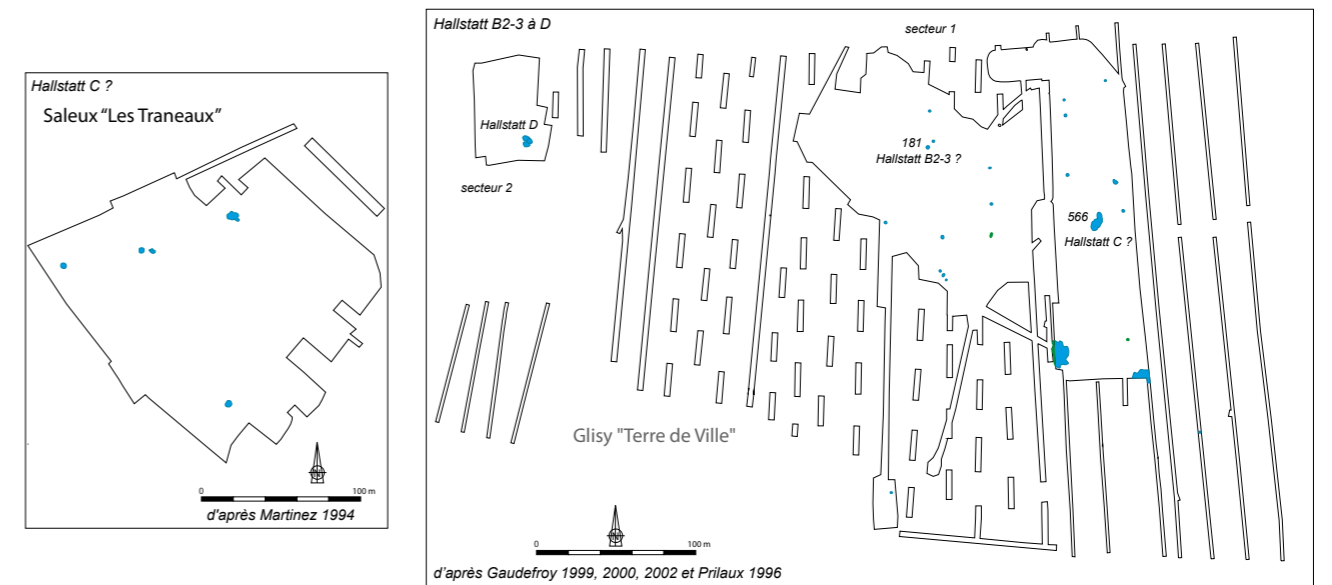 Hallstatt C ?
Saleux “Les Traneaux”
0 100 m
d'après Martinez 1994
Hallstatt B2-3 à D
secteur 1
Hallstatt D
181
Hallstatt B2-3 ?
secteur 2
566
Hallstatt C ?
Glisy "Terre de Ville"
0 100 m
d’après Gaudefroy 1999, 2000, 2002 et Prilaux 1996